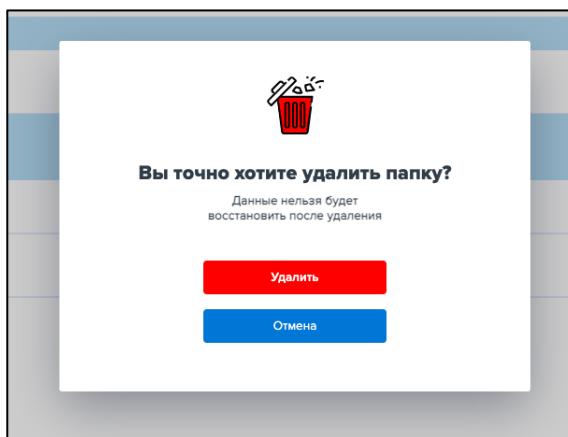 Вы точно хотите удалить папку?
Данные нельзя будет
восстановить после удаления
Удалить
Отмена